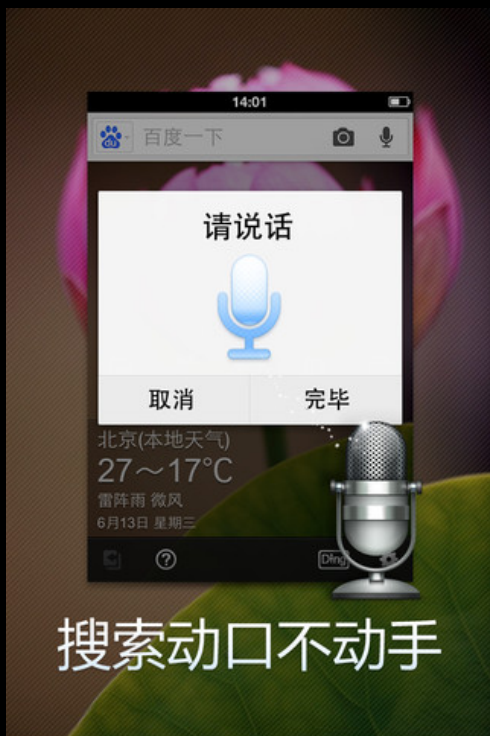 14:01
du 百度一下
请说话
取消 完毕
北京(本地天气)
27～17℃
雷阵雨 微风
6月13日 星期三
Ding
搜索动口不动手